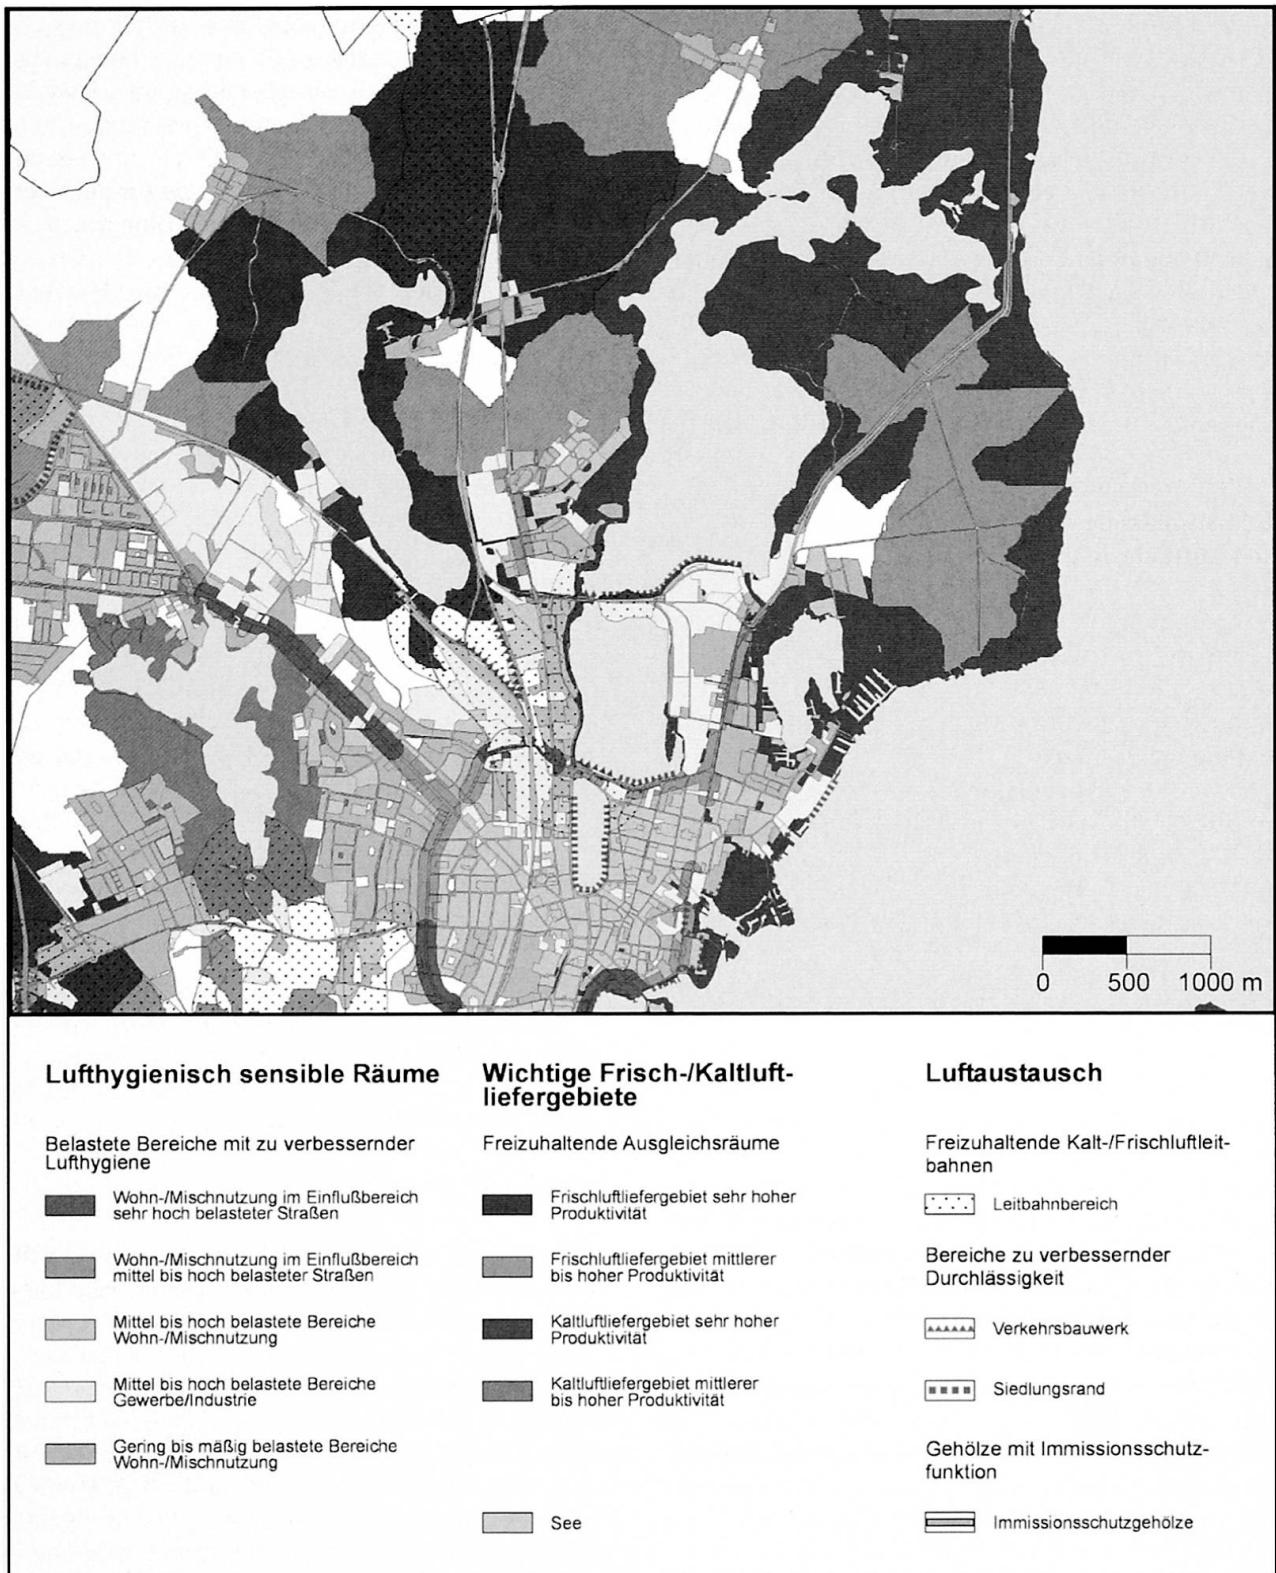 0 500 1000 m
Lufthygienisch sensible Räume
Belastete Bereiche mit zu verbessernder
Lufthygiene
Wohn-/Mischnutzung im Einflußbereich
sehr hoch belasteter Straßen
Wohn-/Mischnutzung im Einflußbereich
mittel bis hoch belasteter Straßen
Mittel bis hoch belastete Bereiche
Wohn-/Mischnutzung
Mittel bis hoch belastete Bereiche
Gewerbe/Industrie
Gering bis mäßig belastete Bereiche
Wohn-/Mischnutzung
Wichtige Frisch-/Kaltluft-
liefergebiete
Freizuhaltende Ausgleichsräume
Frischluftliefergebiet sehr hoher
Produktivität
Frischluftliefergebiet mittlerer
bis hoher Produktivität
Kaltluftliefergebiet sehr hoher
Produktivität
Kaltluftliefergebiet mittlerer
bis hoher Produktivität
See
Luftaustausch
Freizuhaltende Kalt-/Frischluftleit-
bahnen
Leitbahnbereich
Bereiche zu verbessernder
Durchlässigkeit
Verkehrsbauwerk
Siedlungsrand
Gehölze mit Immissionsschutz-
funktion
Immissionsschutzgehölze